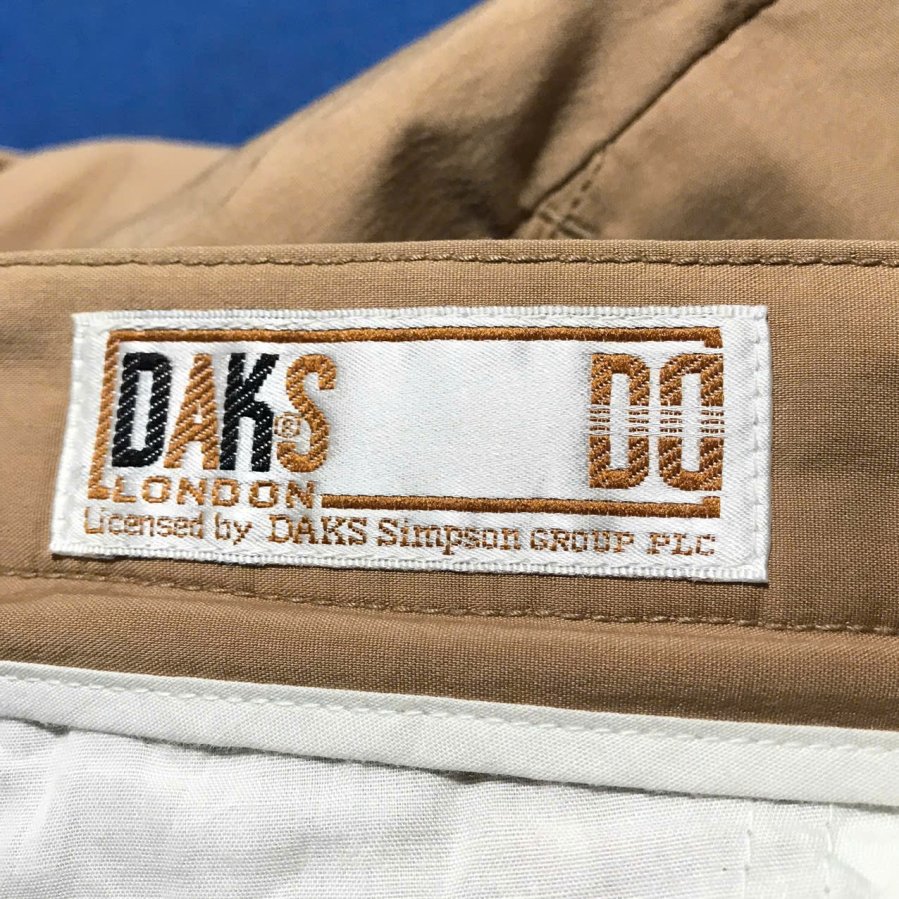 DAKS® DO
LONDON
Licensed by DAKS Simpson GROUP PLC